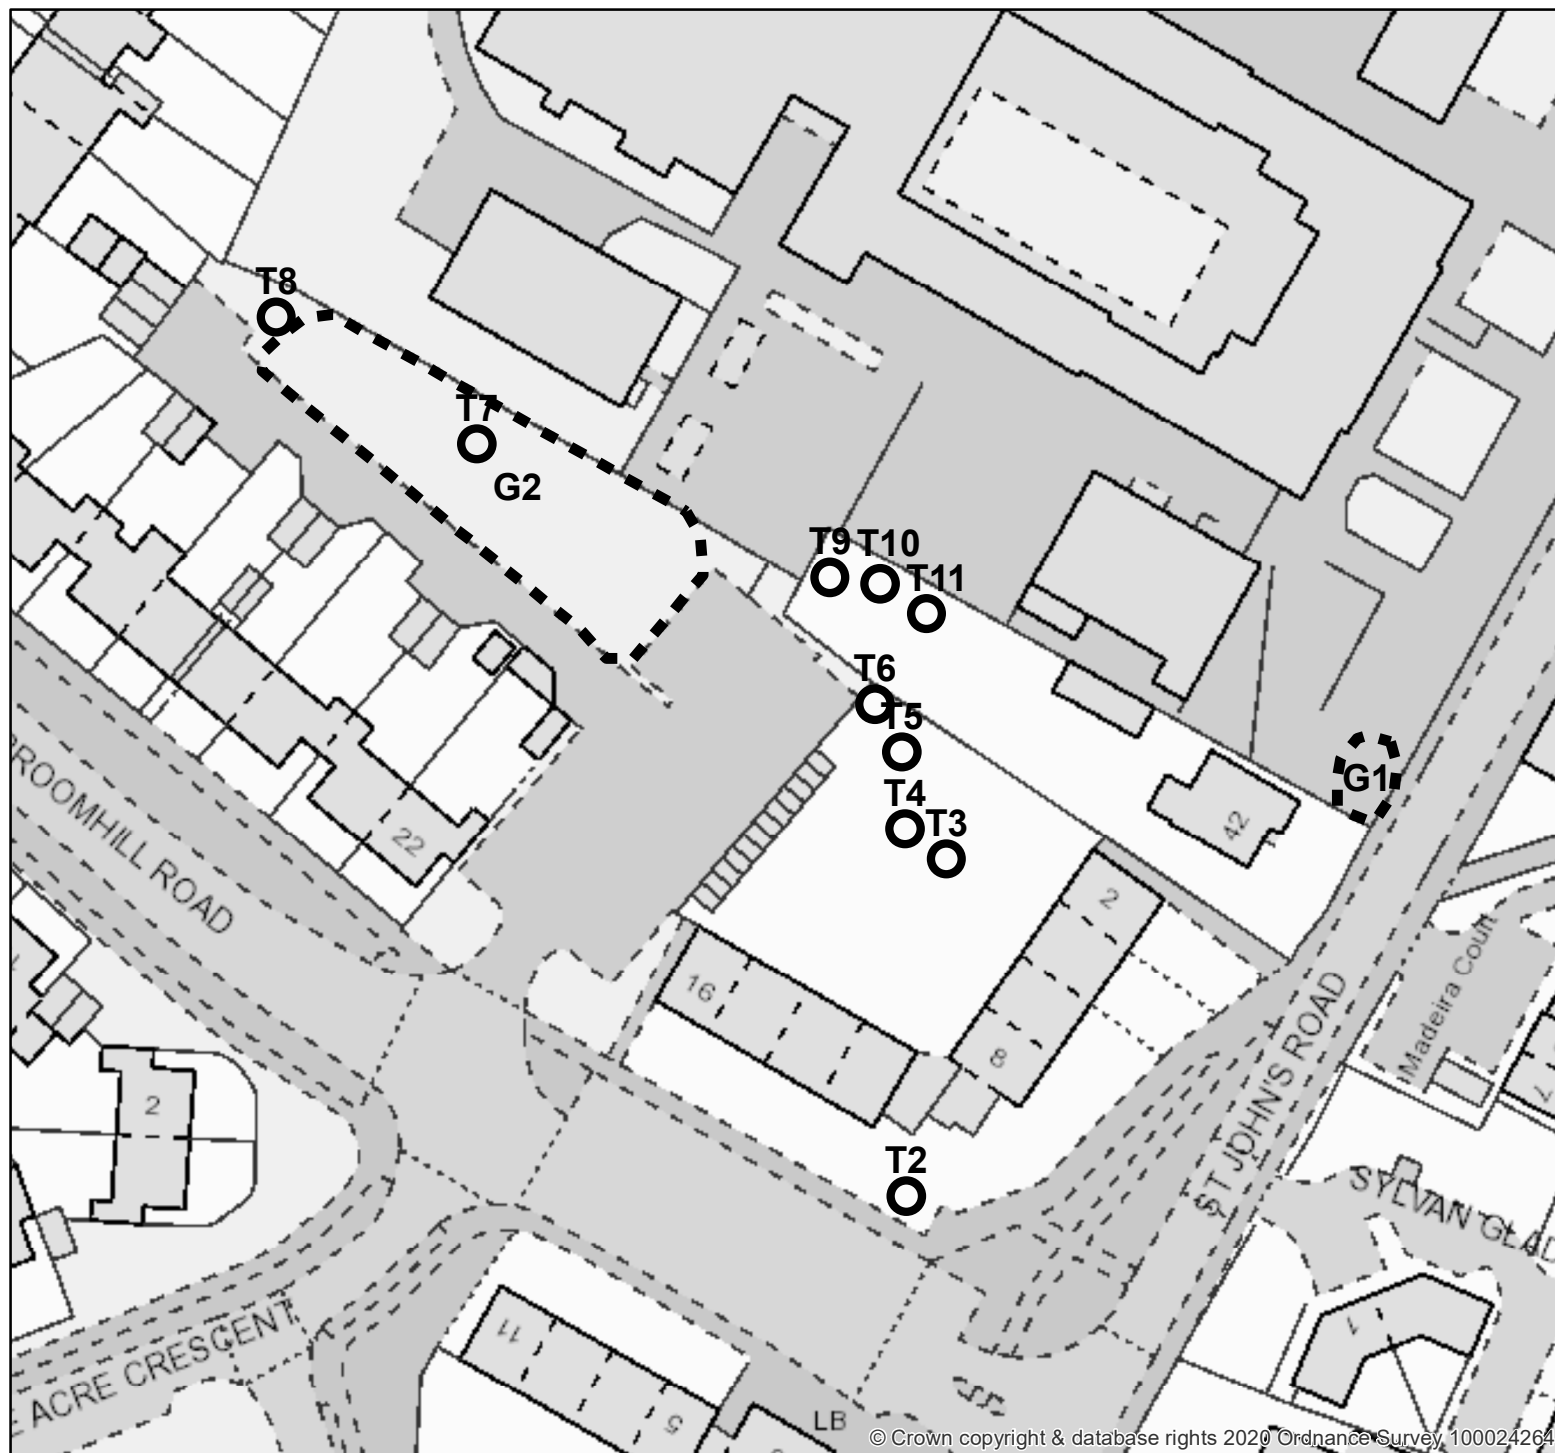 T8
T7
G2
T9
T10
T11
T6
T5
T4
T3
G1
42
2
22
16
8
2
T2
ROOMHILL ROAD
ST JOHN'S ROAD
Madeira Court
SYLVAN GLAD
7
1
11
5
ACRE CRESCENT
LB
© Crown copyright & database rights 2020 Ordnance Survey 100024264